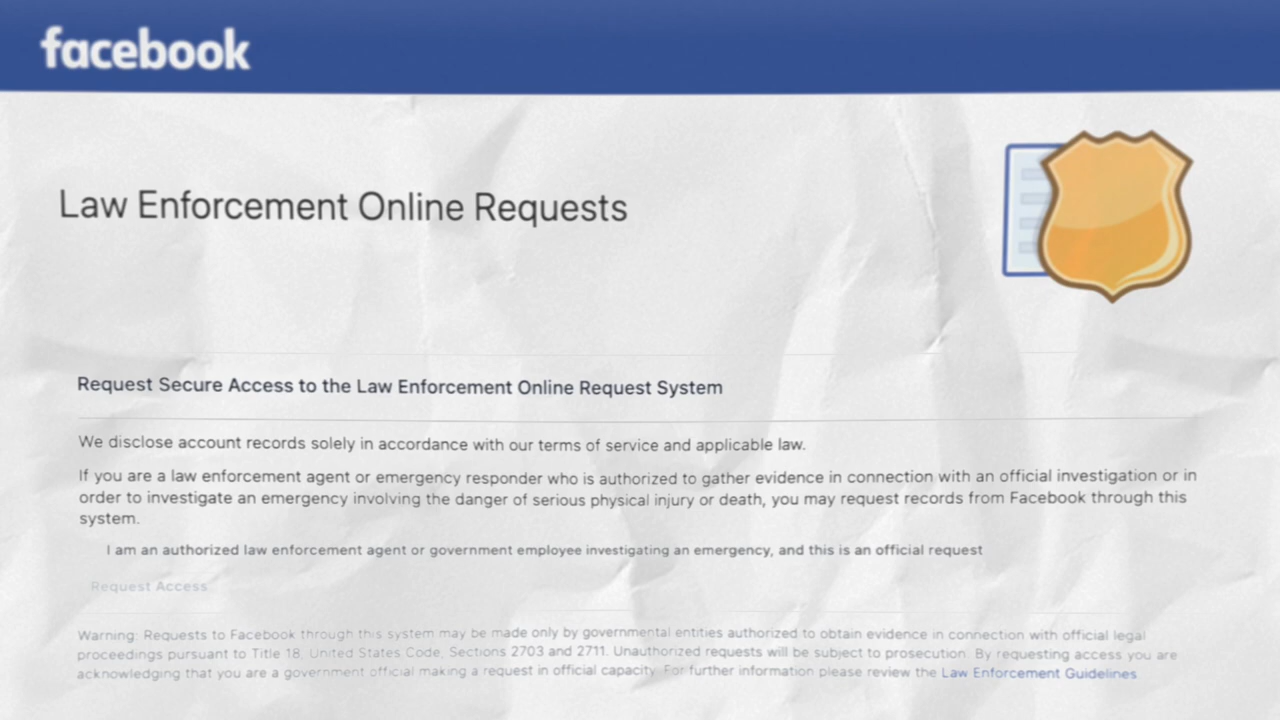 facebook
Law Enforcement Online Requests
Request Secure Access to the Law Enforcement Online Request System
We disclose account records solely in accordance with our terms of service and applicable law.
If you are a law enforcement agent or emergency responder who is authorized to gather evidence in connection with an official investigation or in
order to investigate an emergency involving the danger of serious physical injury or death, you may request records from Facebook through this
system.
I am an authorized law enforcement agent or government employee investigating an emergency, and this is an official request
Request Access
Warning: Requests to Facebook through this system may be made only by governmental entities authorized to obtain evidence in connection with official legal
proceedings pursuant to Title 18, United States Code, Sections 2703 and 2711. Unauthorized requests will be subject to prosecution. By requesting access you are
acknowledging that you are a government official making a request in official capacity. For further information please review the Law Enforcement Guidelines